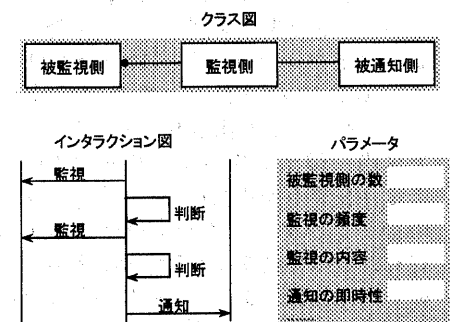 クラス図
被監視側 監視側 被通知側
インタラクション図
監視
判断
監視
判断
通知
パラメータ
被監視側の数
監視の頻度
監視の内容
通知の即時性
......